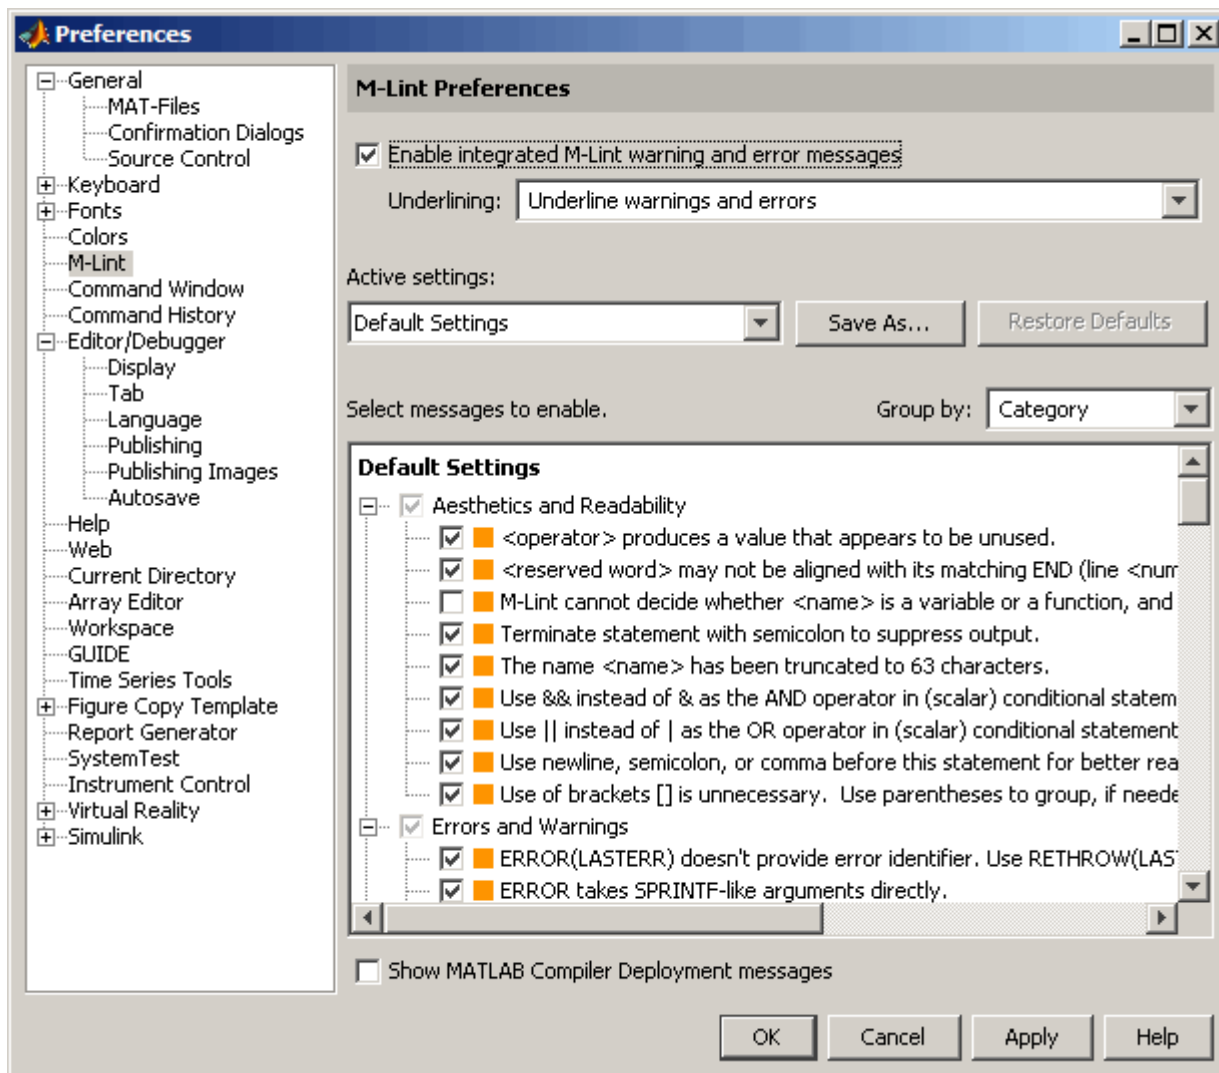 Preferences
General
MAT-Files
Confirmation Dialogs
Source Control
Keyboard
Fonts
Colors
M-Lint
Command Window
Command History
Editor/Debugger
Display
Tab
Language
Publishing
Publishing Images
Autosave
Help
Web
Current Directory
Array Editor
Workspace
GUIDE
Time Series Tools
Figure Copy Template
Report Generator
SystemTest
Instrument Control
Virtual Reality
Simulink
M-Lint Preferences
Enable integrated M-Lint warning and error messages
Underlining: Underline warnings and errors
Active settings:
Default Settings Save As... Restore Defaults
Select messages to enable. Group by: Category
Default Settings
Aesthetics and Readability
<operator> produces a value that appears to be unused.
<reserved word> may not be aligned with its matching END (line <num
M-Lint cannot decide whether <name> is a variable or a function, and
Terminate statement with semicolon to suppress output.
The name <name> has been truncated to 63 characters.
Use && instead of & as the AND operator in (scalar) conditional statem
Use || instead of | as the OR operator in (scalar) conditional statement
Use newline, semicolon, or comma before this statement for better rea
Use of brackets [] is unnecessary. Use parentheses to group, if neede
Errors and Warnings
ERROR(LASTERR) doesn't provide error identifier. Use RETHROW(LAS
ERROR takes SPRINTF-like arguments directly.
Show MATLAB Compiler Deployment messages
OK Cancel Apply Help